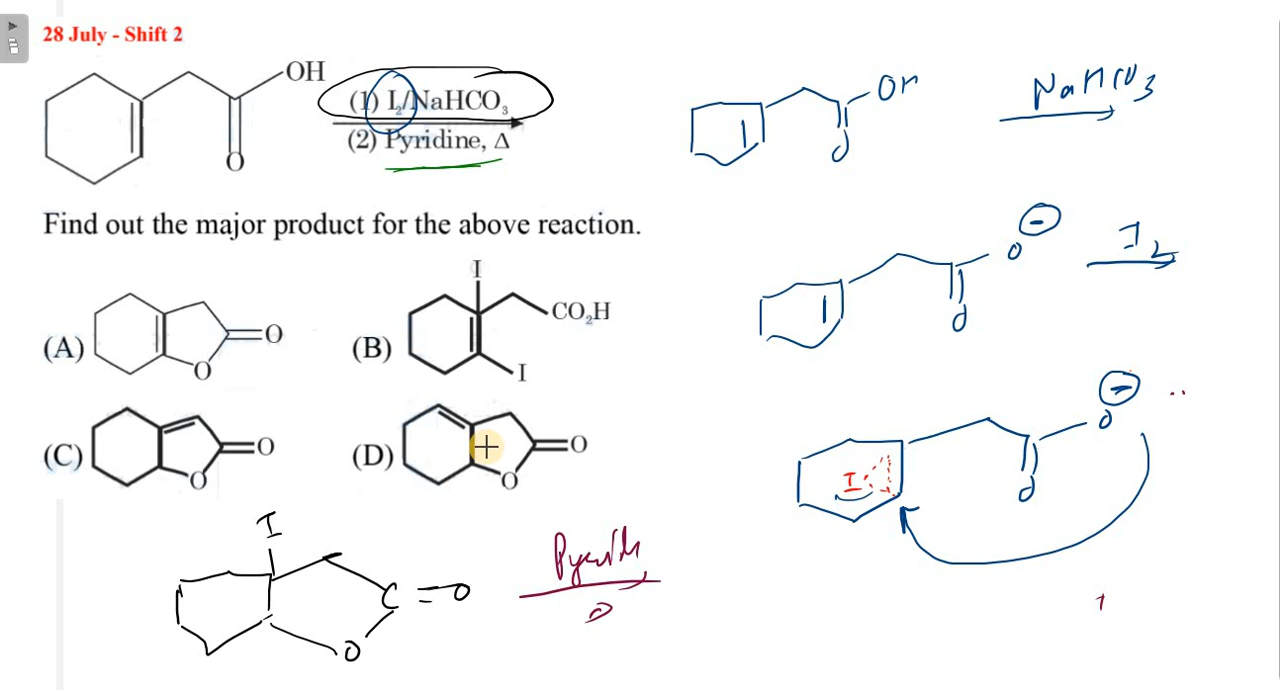 28 July - Shift 2
OH
O
(1) I₂/NaHCO₃
(2) Pyridine, Δ
Find out the major product for the above reaction.
(A)
O
O
(B)
I
CO₂H
I
(C)
O
O
(D)
O
O
I
C = O
O
OH
O
NaHCO₃
O
O
I₂
I
O
O